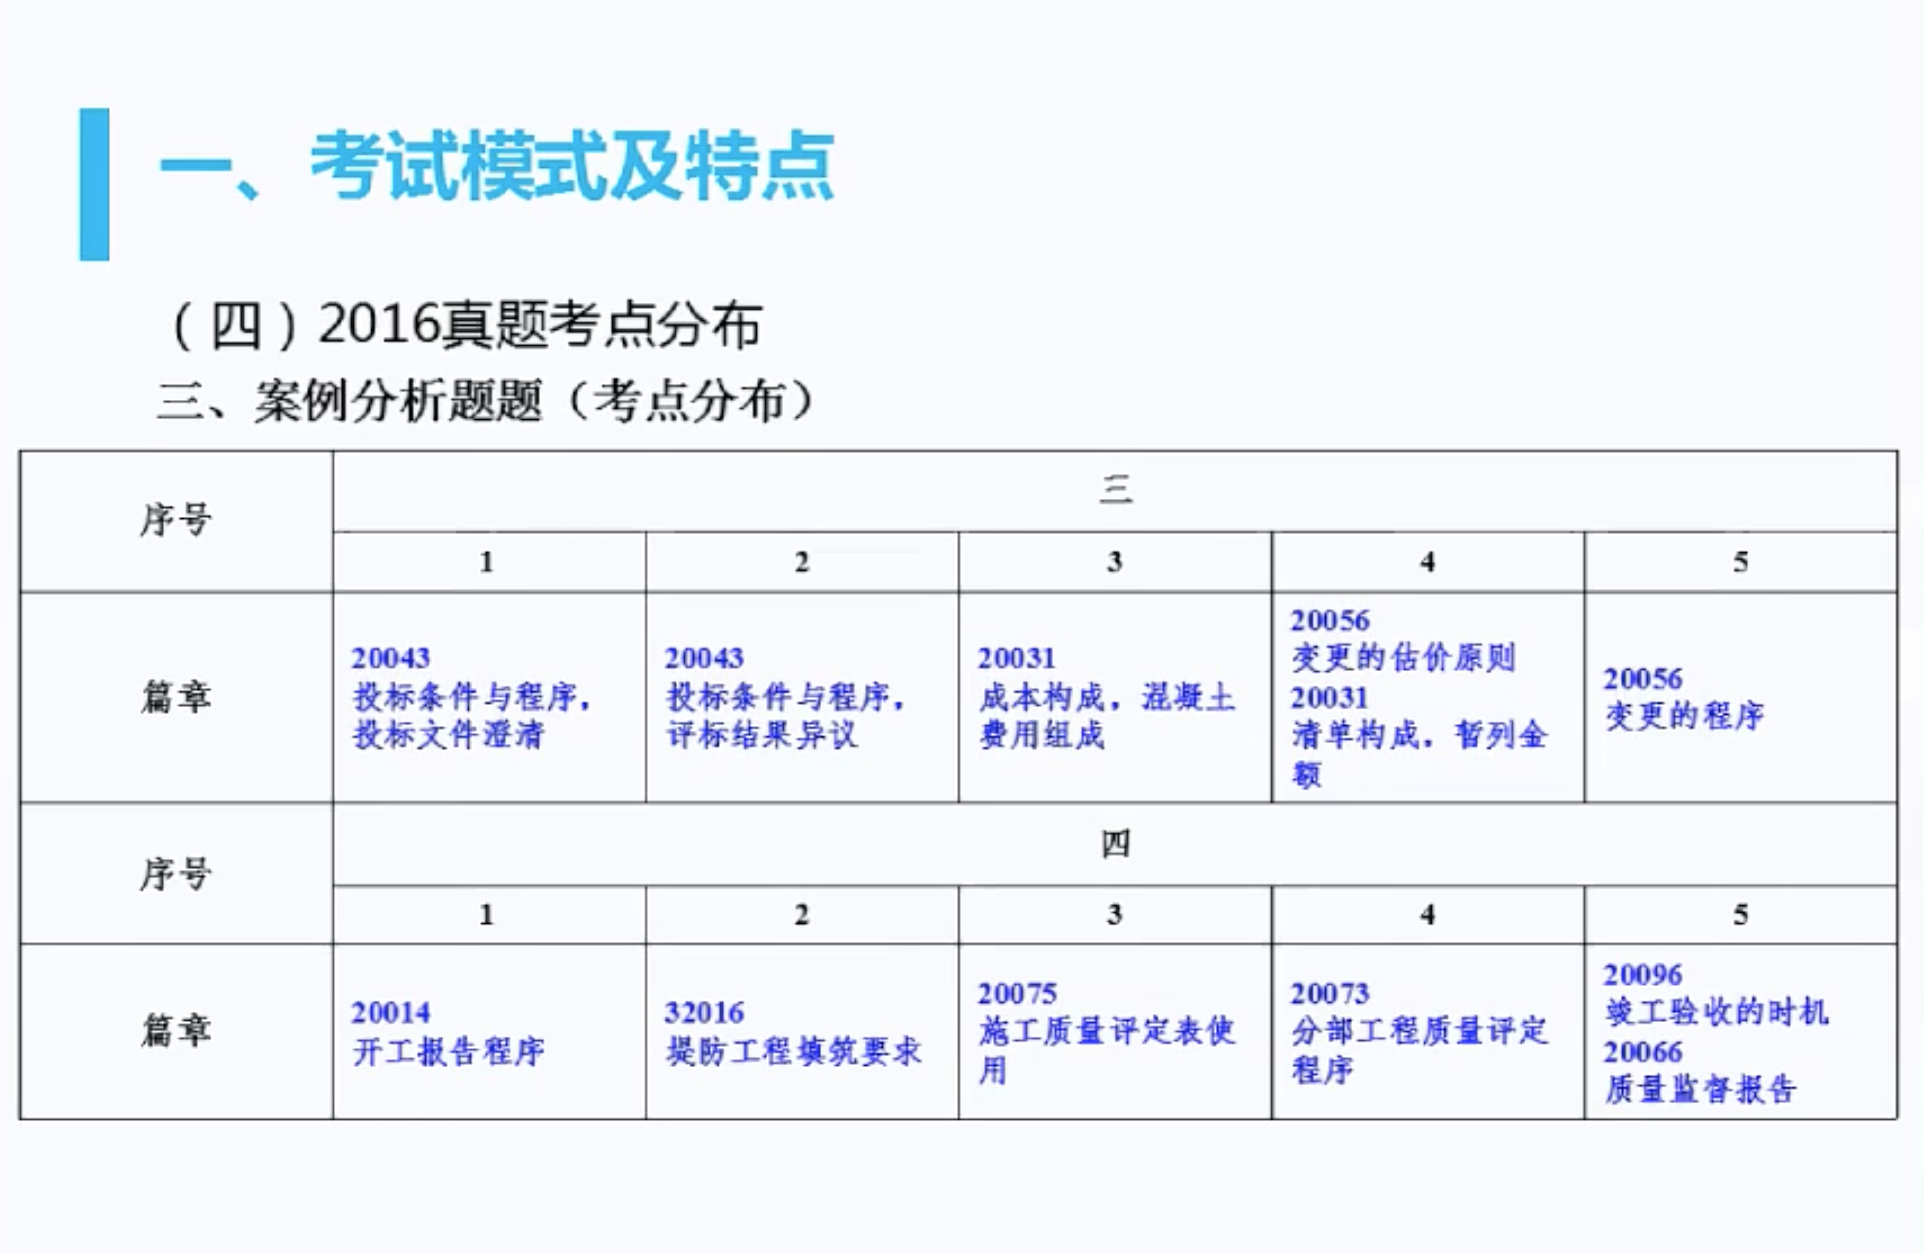 一、考试模式及特点
（四）2016真题考点分布
三、案例分析题题（考点分布）
序号
三
1 2 3 4 5
篇章
20043
投标条件与程序，
投标文件澄清
20043
投标条件与程序，
评标结果异议
20031
成本构成，混凝土
费用组成
20056
变更的估价原则
20031
清单构成，暂列金
额
20056
变更的程序
序号
四
1 2 3 4 5
篇章
20014
开工报告程序
32016
堤防工程填筑要求
20075
施工质量评定表使
用
20073
分部工程质量评定
程序
20096
竣工验收的时机
20066
质量监督报告